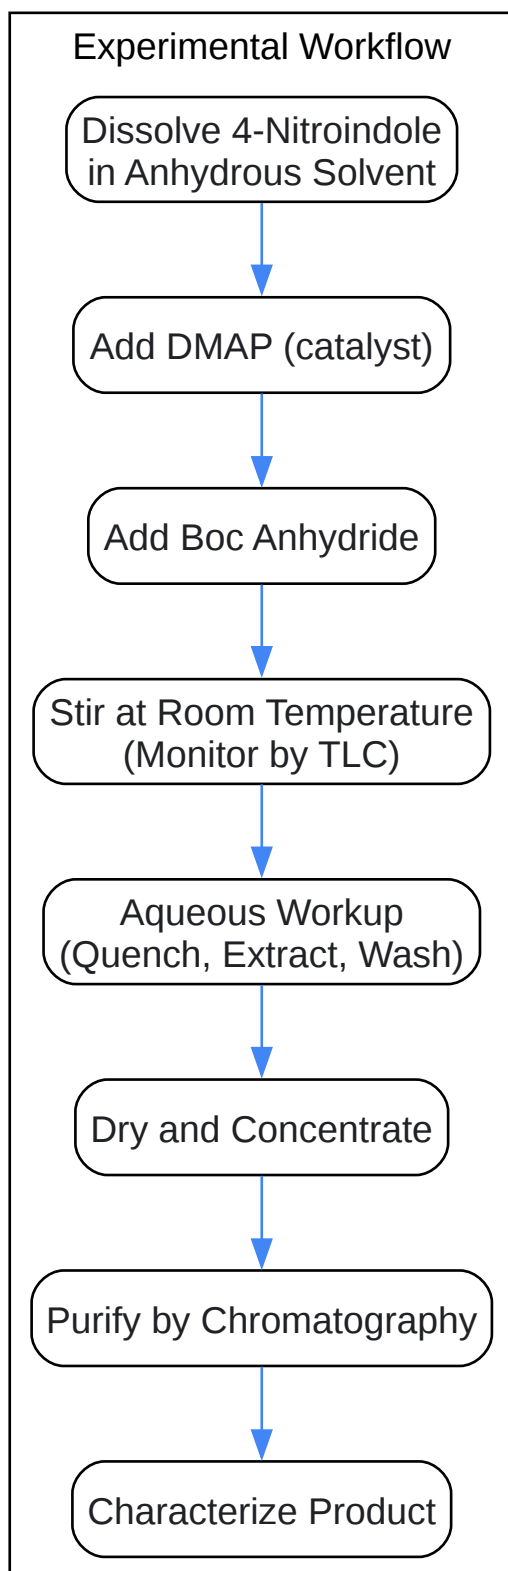 Experimental Workflow
Dissolve 4-Nitroindole
in Anhydrous Solvent
Add DMAP (catalyst)
Add Boc Anhydride
Stir at Room Temperature
(Monitor by TLC)
Aqueous Workup
(Quench, Extract, Wash)
Dry and Concentrate
Purify by Chromatography
Characterize Product